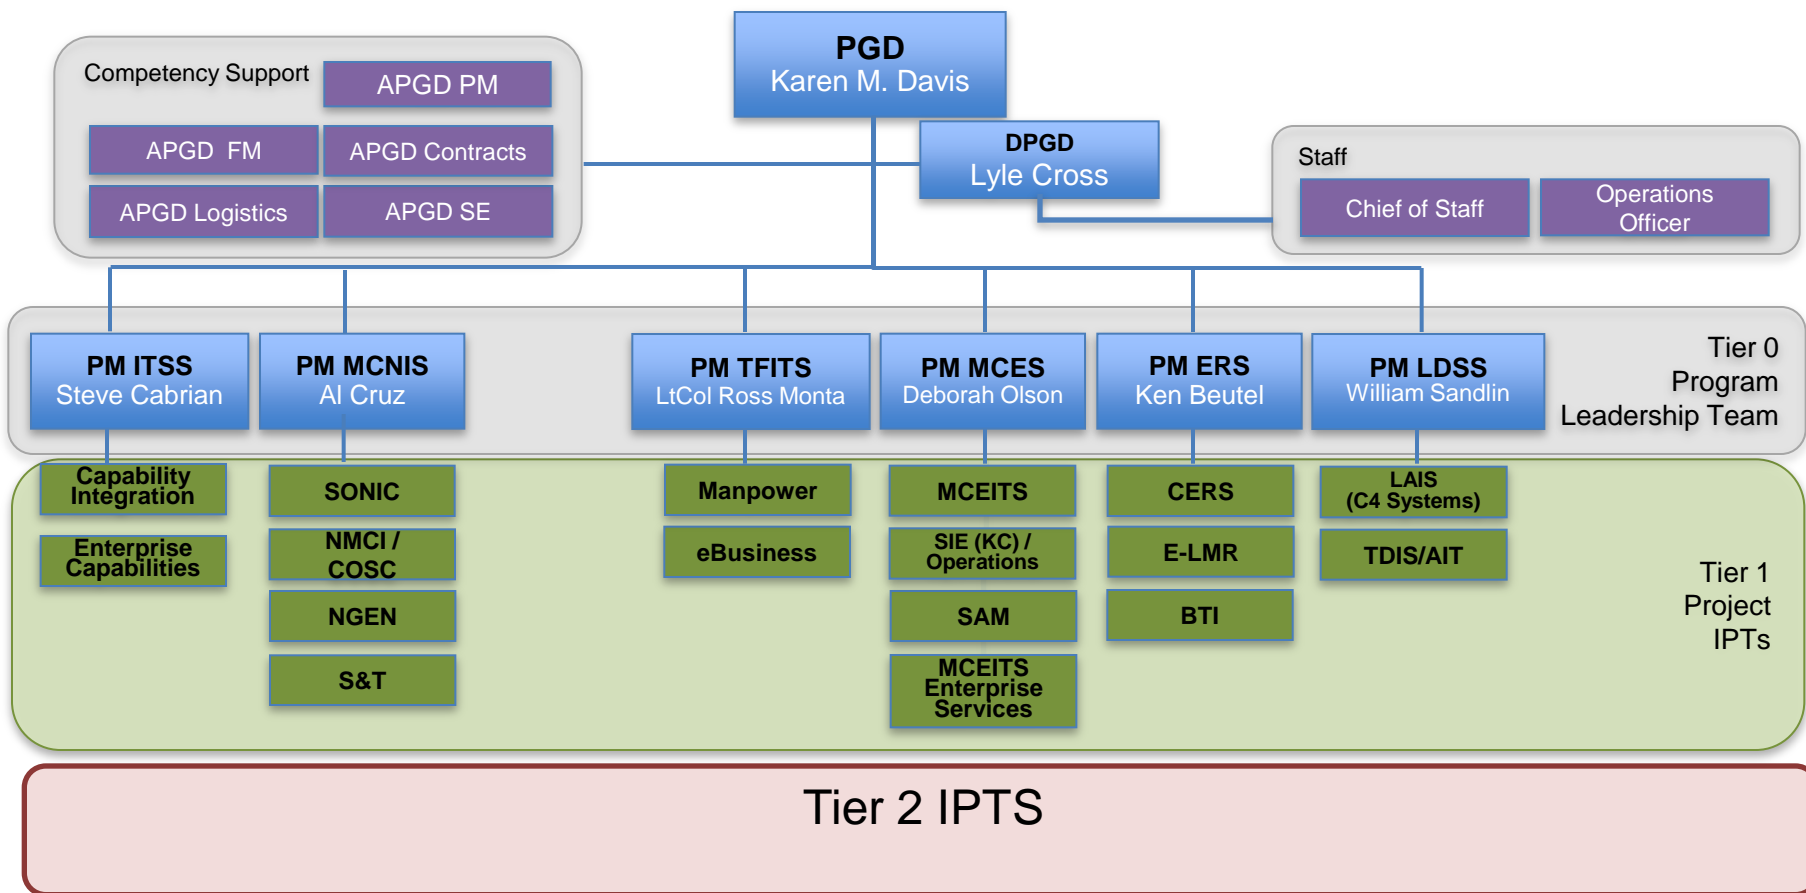 PGD
Karen M. Davis
DPGD
Lyle Cross
Competency Support
APGD PM
APGD  FM
APGD Contracts
APGD Logistics
APGD SE
Staff
Chief of Staff
Operations
Officer
PM ITSS
Steve Cabrian
PM MCNIS
Al Cruz
PM TFITS
LtCol Ross Monta
PM MCES
Deborah Olson
PM ERS
Ken Beutel
PM LDSS
William Sandlin
Tier 0
Program
Leadership Team
Capability
Integration
Enterprise
Capabilities
SONIC
NMCI /
COSC
NGEN
S&T
Manpower
eBusiness
MCEITS
SIE (KC) /
Operations
SAM
MCEITS
Enterprise
Services
CERS
E-LMR
BTI
LAIS
(C4 Systems)
TDIS/AIT
Tier 1
Project
IPTs
Tier 2 IPTS